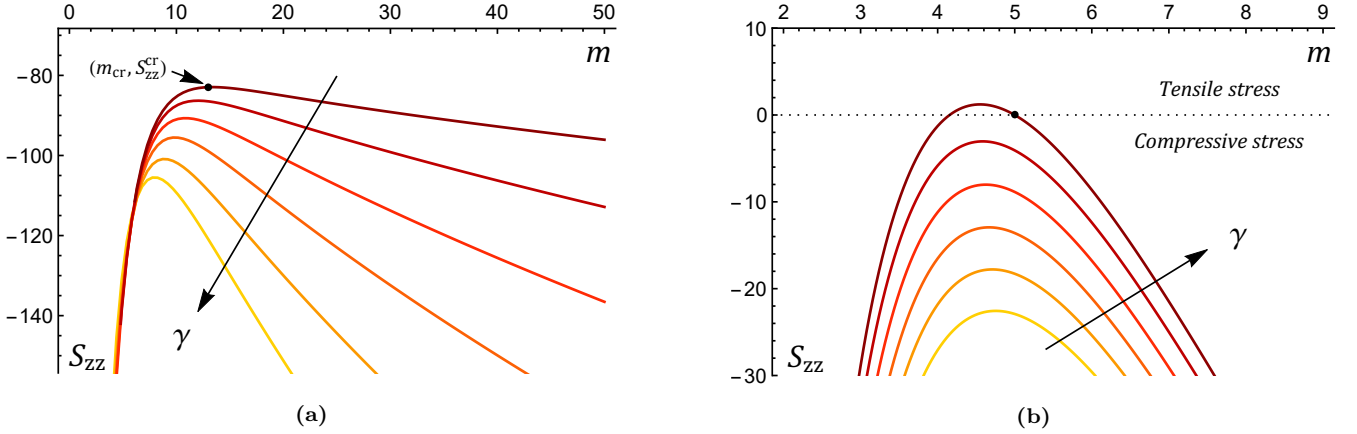 0 10 20 30 40 50
m
(m_cr, S_zz^cr)
−80
−100
−120
−140
γ
S_zz
(a)
2 3 4 5 6 7 8 9
10
m
Tensile stress
0
Compressive stress
−10
γ
−20
S_zz
−30
(b)